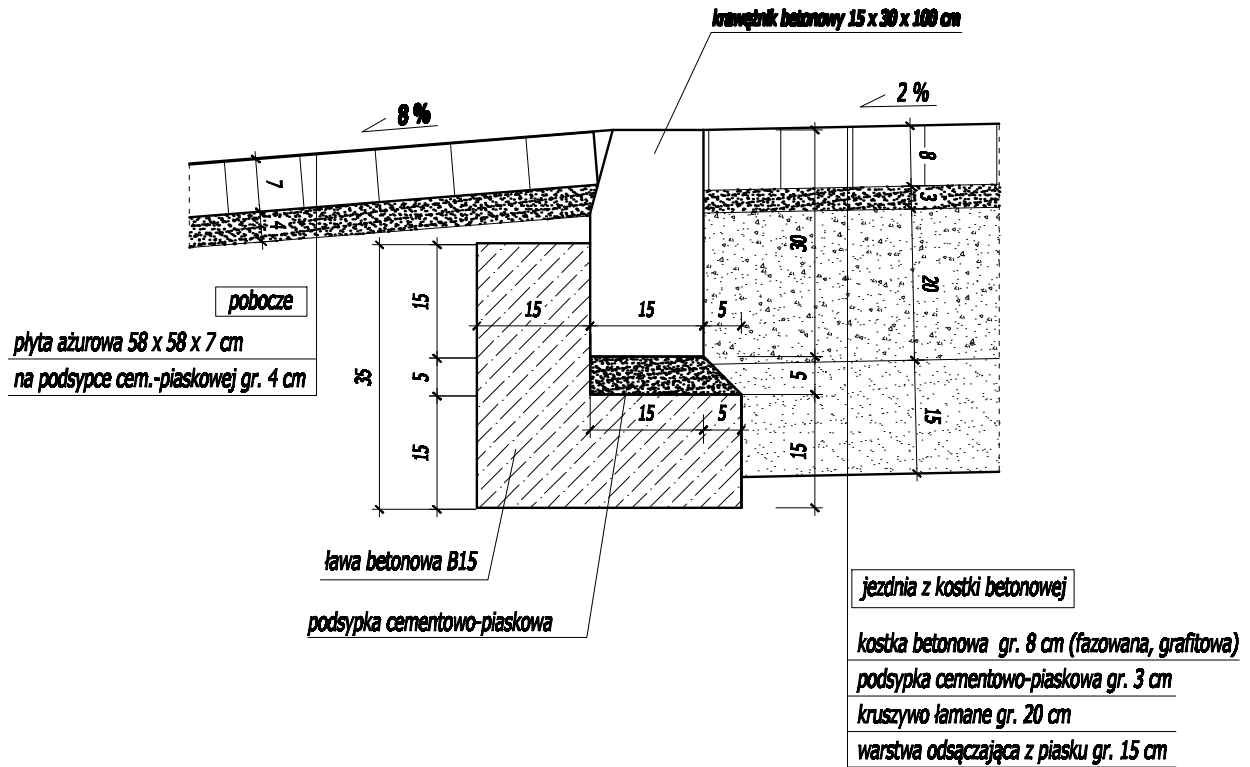 krawężnik betonowy 15 x 30 x 100 cm
8 %
2 %
7
4
8
3
30
20
15
15
15
5
15
35
5
5
15
5
15
15
15
pobocze
płyta ażurowa 58 x 58 x 7 cm
na podsypce cem.-piaskowej gr. 4 cm
ława betonowa B15
podsypka cementowo-piaskowa
jezdnia z kostki betonowej
kostka betonowa gr. 8 cm (fazowana, grafitowa)
podsypka cementowo-piaskowa gr. 3 cm
kruszywo łamane gr. 20 cm
warstwa odsączająca z piasku gr. 15 cm